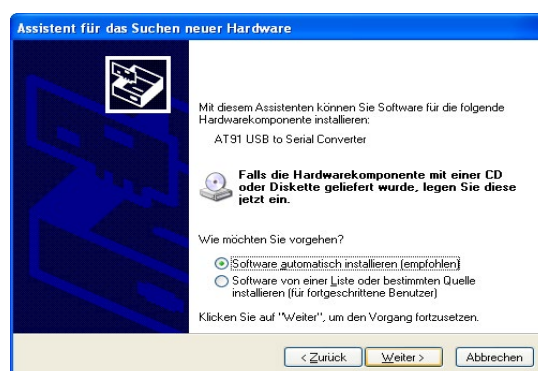 Assistent für das Suchen neuer Hardware
Mit diesem Assistenten können Sie Software für die folgende
Hardwarekomponente installieren:
AT91 USB to Serial Converter
Falls die Hardwarekomponente mit einer CD
oder Diskette geliefert wurde, legen Sie diese
jetzt ein.
Wie möchten Sie vorgehen?
Software automatisch installieren (empfohlen)
Software von einer Liste oder bestimmten Quelle
installieren (für fortgeschrittene Benutzer)
Klicken Sie auf "Weiter", um den Vorgang fortzusetzen.
< Zurück Weiter > Abbrechen